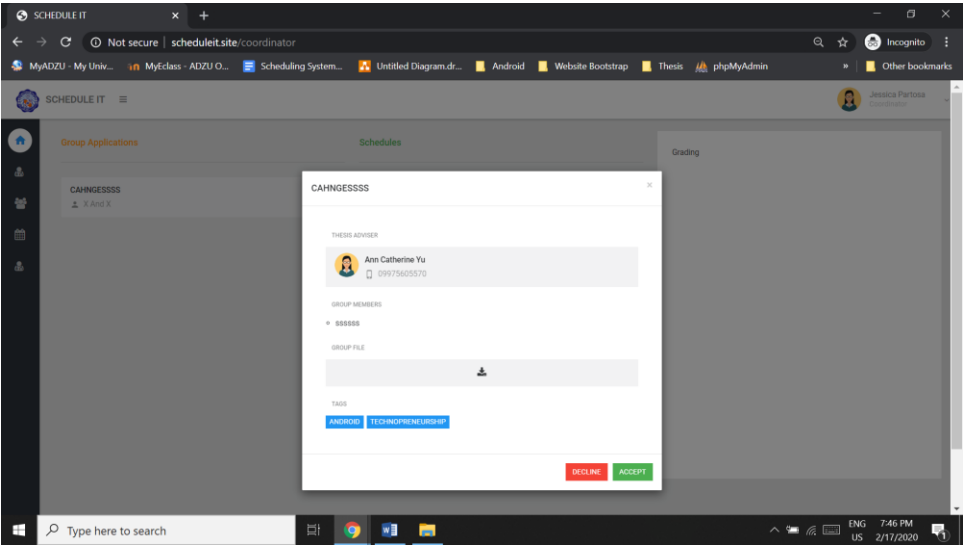 SCHEDULE IT
Not secure | scheduleit.site/coordinator
Incognito
MyADZU - My Univ... MyEclass - ADZU O... Scheduling System... Untitled Diagram.dr... Android Website Bootstrap Thesis phpMyAdmin » Other bookmarks
SCHEDULE IT
Jessica Partosa
Coordinator
Group Applications
Schedules
Grading
CAHNGESSSS
X And X
CAHNGESSSS
THESIS ADVISER
Ann Catherine Yu
09975605570
GROUP MEMBERS
ssssss
GROUP FILE
TAGS
ANDROID TECHNOPRENEURSHIP
DECLINE ACCEPT
Type here to search
ENG 7:46 PM
US 2/17/2020
1